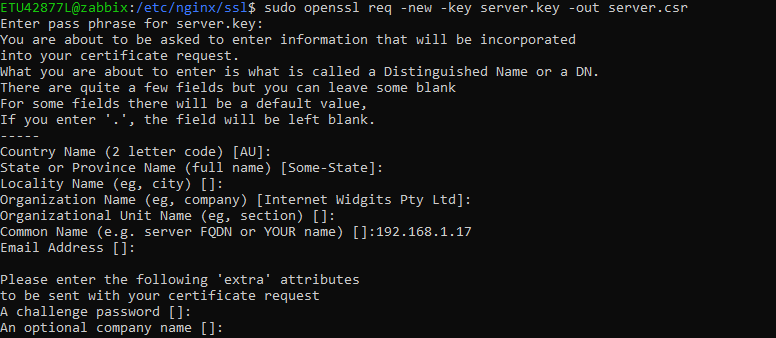 ETU42877L@zabbix:/etc/nginx/ssl$ sudo openssl req -new -key server.key -out server.csr
Enter pass phrase for server.key:
You are about to be asked to enter information that will be incorporated
into your certificate request.
What you are about to enter is what is called a Distinguished Name or a DN.
There are quite a few fields but you can leave some blank
For some fields there will be a default value,
If you enter '.', the field will be left blank.
-----
Country Name (2 letter code) [AU]:
State or Province Name (full name) [Some-State]:
Locality Name (eg, city) []:
Organization Name (eg, company) [Internet Widgits Pty Ltd]:
Organizational Unit Name (eg, section) []:
Common Name (e.g. server FQDN or YOUR name) []:192.168.1.17
Email Address []:

Please enter the following 'extra' attributes
to be sent with your certificate request
A challenge password []:
An optional company name []: